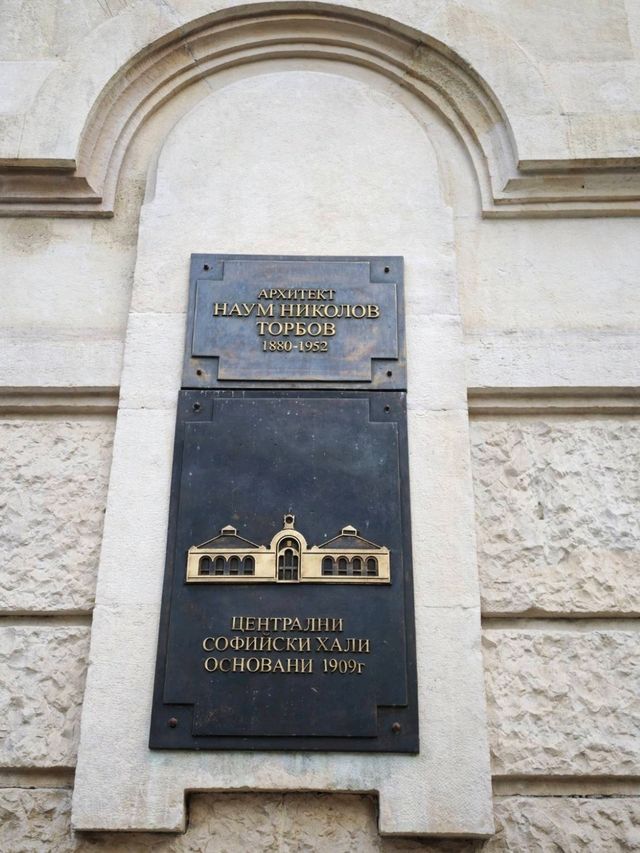 АРХИТЕКТ
НАУМ НИКОЛОВ
ТОРБОВ
1880-1952
ЦЕНТРАЛНИ
СОФИЙСКИ ХАЛИ
ОСНОВАНИ 1909г